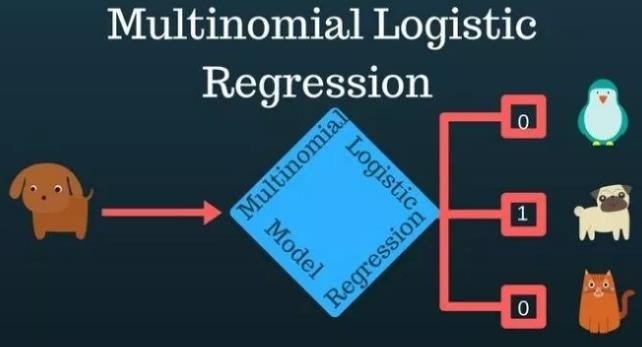 Multinomial Logistic
Regression
Multinomial
Logistic
Model
Regression
0
1
0